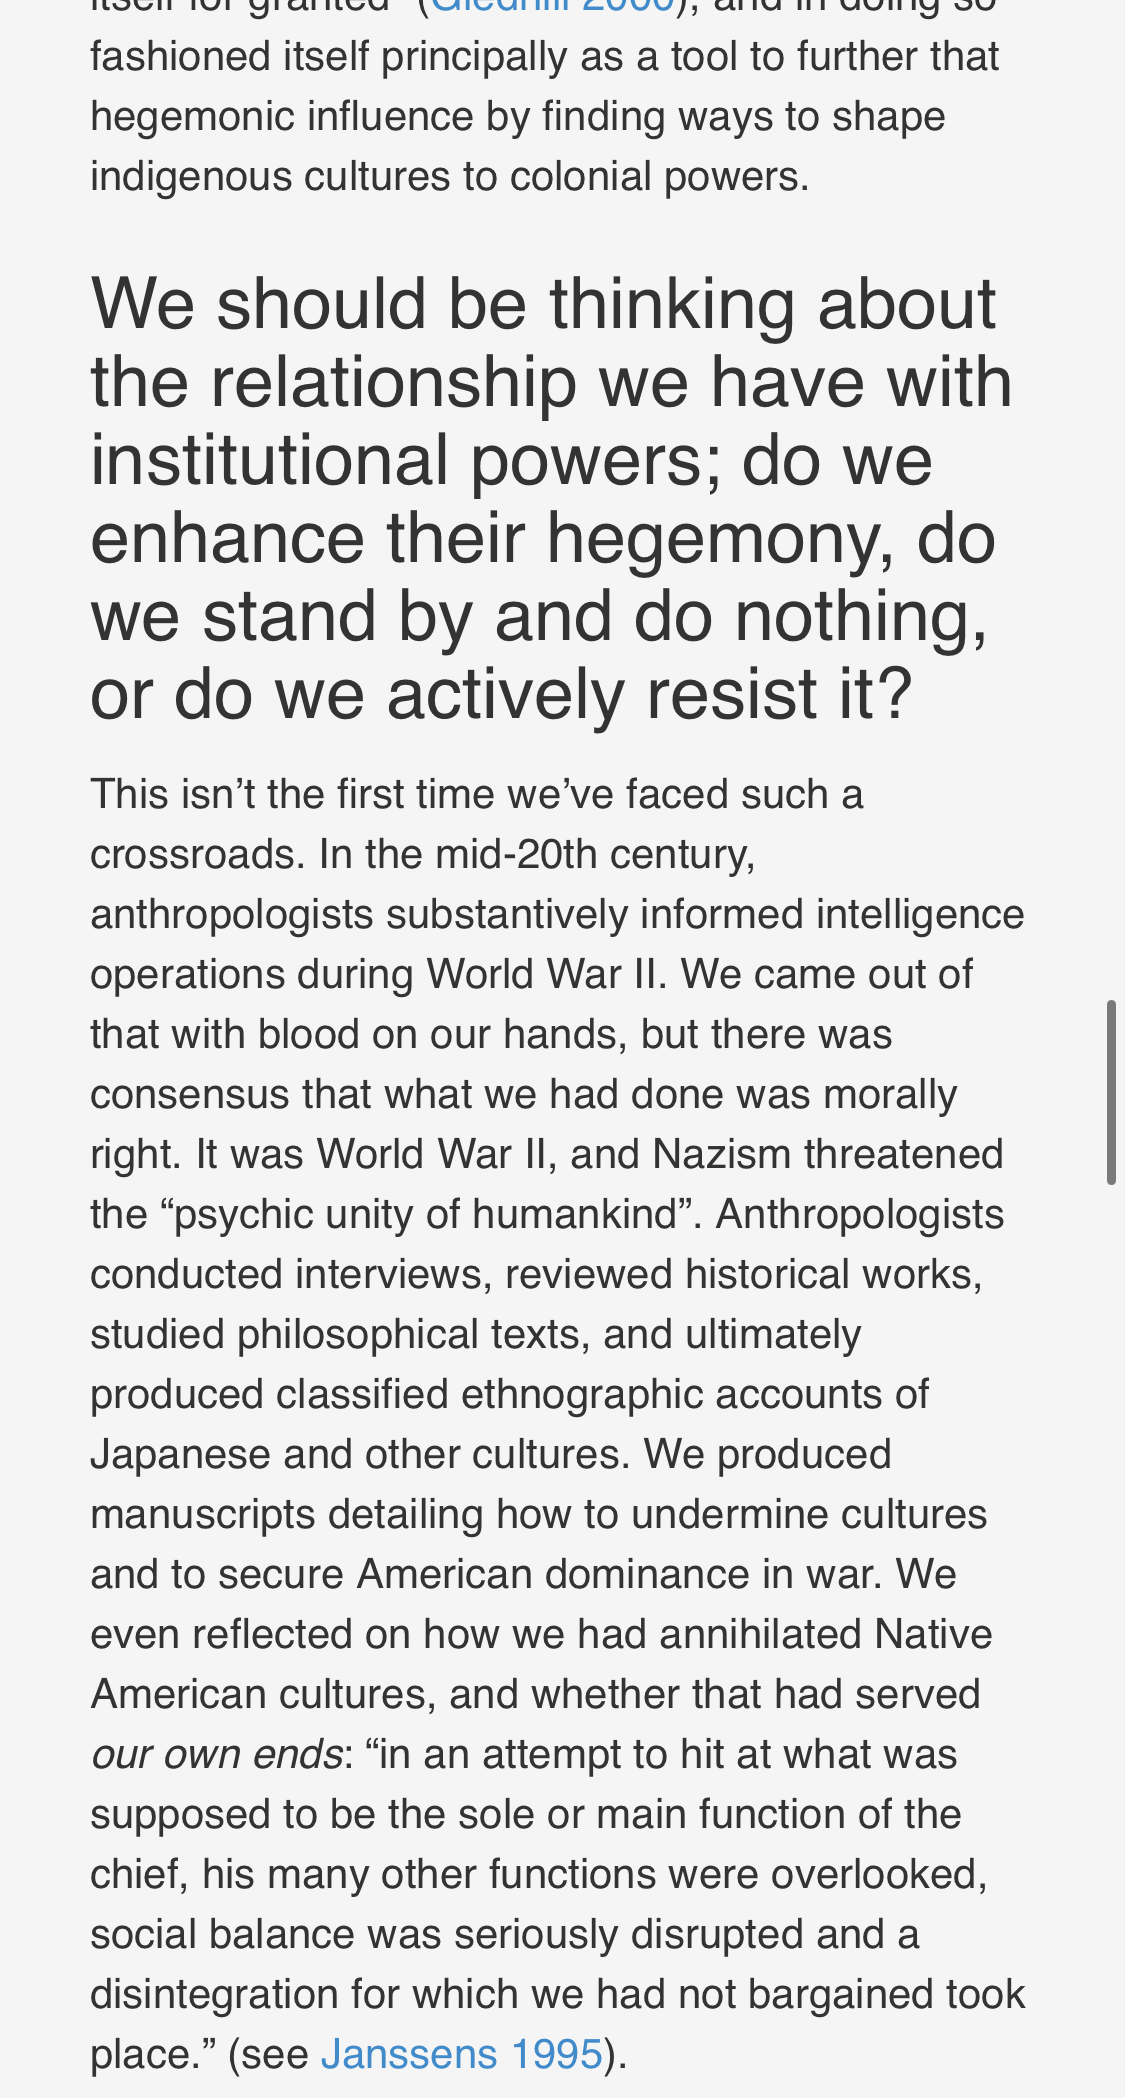 itself for granted” (Gledhill 2000), and in doing so
fashioned itself principally as a tool to further that
hegemonic influence by finding ways to shape
indigenous cultures to colonial powers.
We should be thinking about
the relationship we have with
institutional powers; do we
enhance their hegemony, do
we stand by and do nothing,
or do we actively resist it?
This isn’t the first time we’ve faced such a
crossroads. In the mid-20th century,
anthropologists substantively informed intelligence
operations during World War II. We came out of
that with blood on our hands, but there was
consensus that what we had done was morally
right. It was World War II, and Nazism threatened
the “psychic unity of humankind”. Anthropologists
conducted interviews, reviewed historical works,
studied philosophical texts, and ultimately
produced classified ethnographic accounts of
Japanese and other cultures. We produced
manuscripts detailing how to undermine cultures
and to secure American dominance in war. We
even reflected on how we had annihilated Native
American cultures, and whether that had served
our own ends: “in an attempt to hit at what was
supposed to be the sole or main function of the
chief, his many other functions were overlooked,
social balance was seriously disrupted and a
disintegration for which we had not bargained took
place.” (see Janssens 1995).